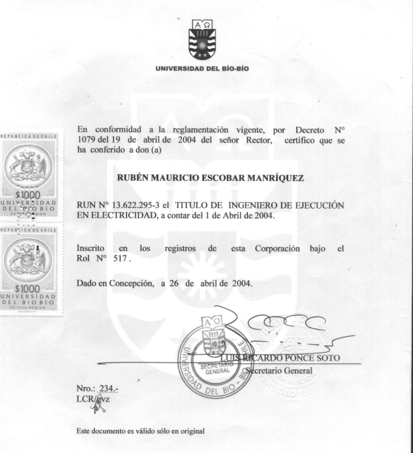 ΑΩ
UNIVERSIDAD DEL BÍO-BÍO
En conformidad a la reglamentación vigente, por Decreto N°
1079 del 19 de abril de 2004 del señor Rector, certifico que se
ha conferido a don (a)
REPUBLICA DE CHILE
$1000
UNIVERSIDAD
DEL BIO BIO
RUBÉN MAURICIO ESCOBAR MANRÍQUEZ
RUN N° 13.622.295-3 el TITULO DE INGENIERO DE EJECUCIÓN
EN ELECTRICIDAD, a contar del 1 de Abril de 2004.
REPUBLICA DE CHILE
$1000
UNIVERSIDAD
DEL BIO BIO
Inscrito en los registros de esta Corporación bajo el
Rol N° 517 .
Dado en Concepción, a 26 de abril de 2004.
ΑΩ
UNIVERSIDAD DEL BIO - BIO CHILE
SECRETARIO
GENERAL
LUIS RICARDO PONCE SOTO
Secretario General
Nro.: 234.-
LCR/gvz
Este documento es válido sólo en original